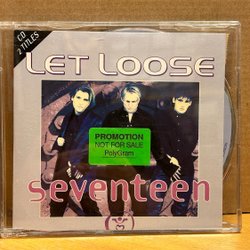 CD
2 TITLES
LET LOOSE
PROMOTION
NOT FOR SALE
PolyGram
seventeen